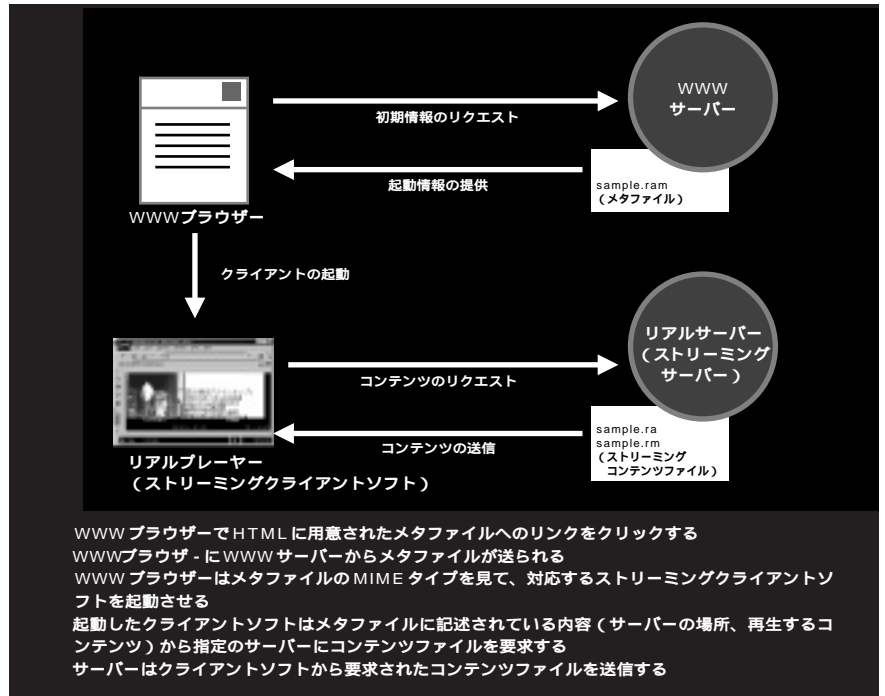 WWW
サーバー
初期情報のリクエスト
起動情報の提供
sample.ram
（メタファイル）
WWWブラウザー
クライアントの起動
リアルサーバー
（ストリーミング
サーバー）
コンテンツのリクエスト
コンテンツの送信
sample.ra
sample.rm
（ストリーミング
コンテンツファイル）
リアルプレーヤー
（ストリーミングクライアントソフト）
WWWブラウザーでHTMLに用意されたメタファイルへのリンクをクリックする
WWWブラウザ-にWWWサーバーからメタファイルが送られる
WWWブラウザーはメタファイルのMIMEタイプを見て、対応するストリーミングクライアントソ
フトを起動させる
起動したクライアントソフトはメタファイルに記述されている内容（サーバーの場所、再生するコ
ンテンツ）から指定のサーバーにコンテンツファイルを要求する
サーバーはクライアントソフトから要求されたコンテンツファイルを送信する